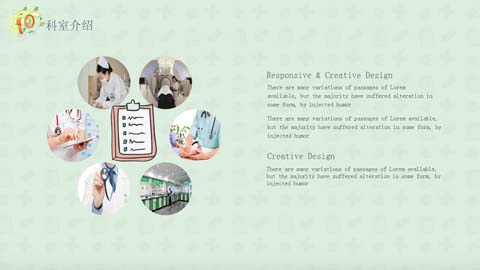 科室介绍
Responsive & Creative Design
There are many variations of passages of Lorem
available, but the majority have suffered alteration in
some form, by injected humor
There are many variations of passages of Lorem available,
but the majority have suffered alteration in some form, by
injected humor
Creative Design
There are many variations of passages of Lorem available,
but the majority have suffered alteration in some form, by
injected humor